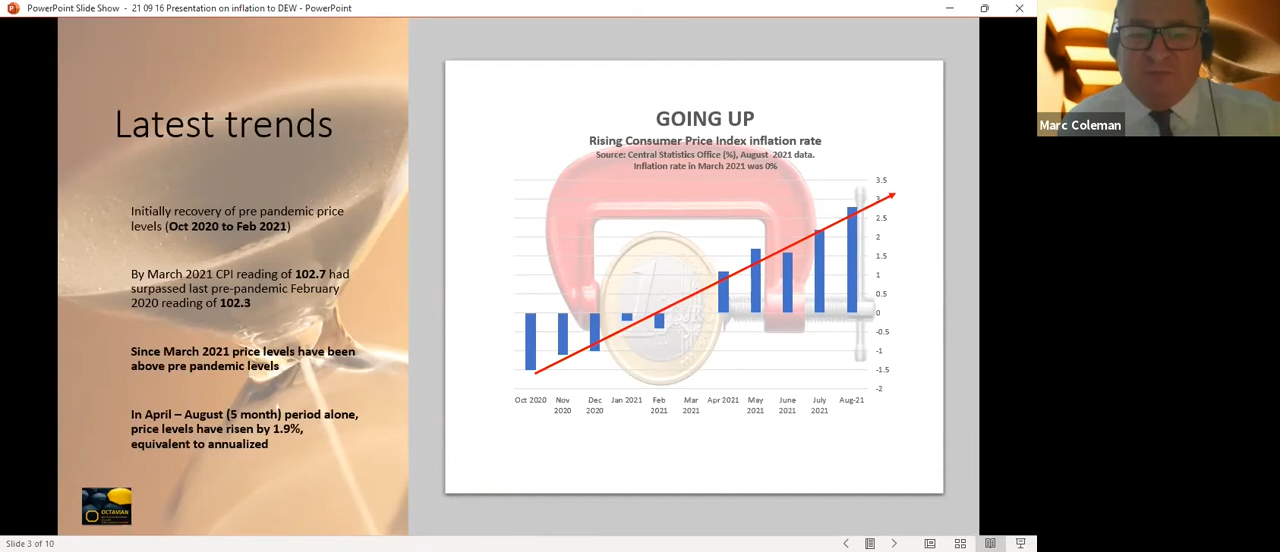 PowerPoint Slide Show - 21 09 16 Presentation on inflation to DEW - PowerPoint
Marc Coleman
Latest trends
Initially recovery of pre pandemic price
levels (Oct 2020 to Feb 2021)
By March 2021 CPI reading of 102.7 had
surpassed last pre-pandemic February
2020 reading of 102.3
Since March 2021 price levels have been
above pre pandemic levels
In April – August (5 month) period alone,
price levels have risen by 1.9%,
equivalent to annualized
OCTAVIAN
GOING UP
Rising Consumer Price Index inflation rate
Source: Central Statistics Office (%), August 2021 data.
Inflation rate in March 2021 was 0%
3.5
3
2.5
2
1.5
1
0.5
0
-0.5
-1
-1.5
-2
Oct 2020 Nov 2020 Dec 2020 Jan 2021 Feb 2021 Mar 2021 Apr 2021 May 2021 June 2021 July 2021 Aug-21
Slide 3 of 10